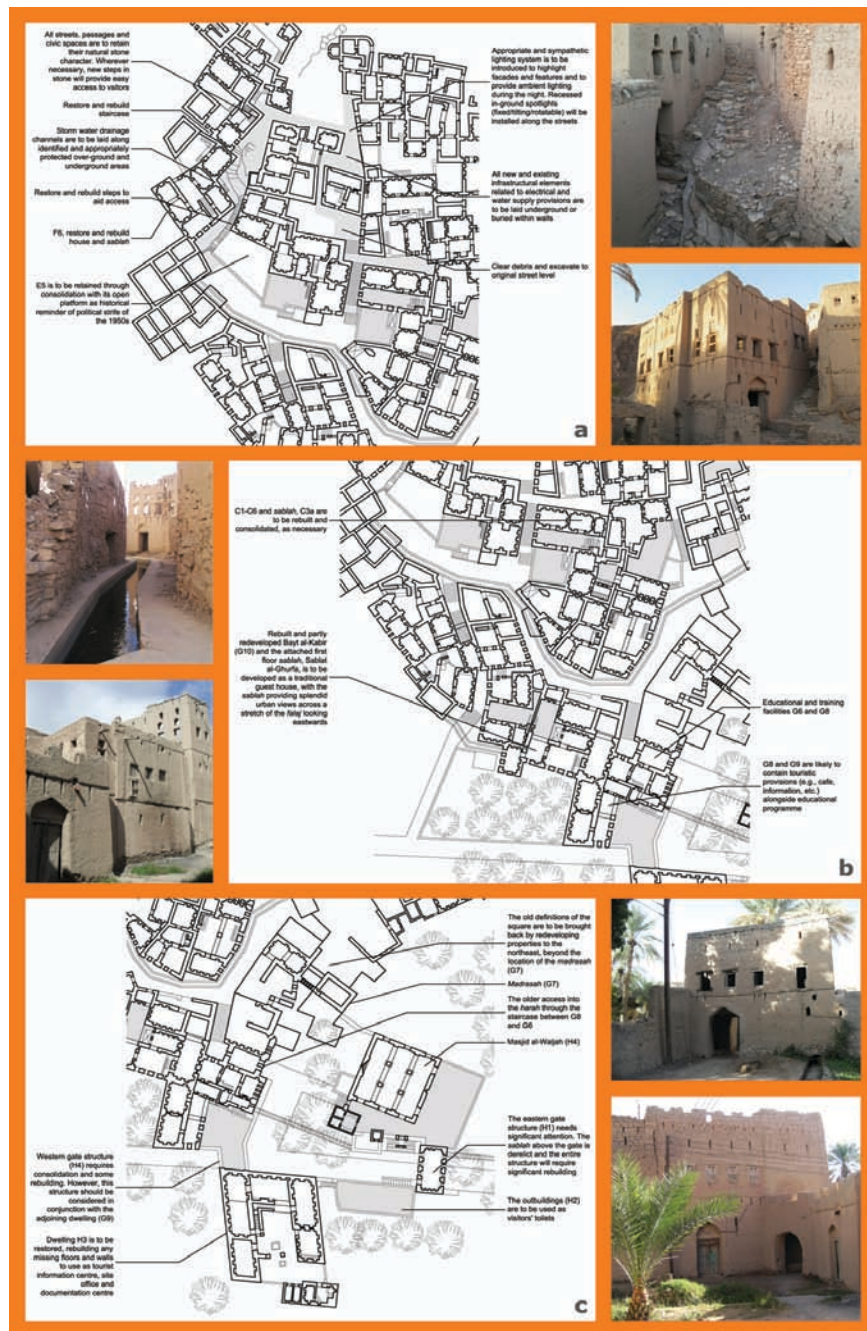 All streets, passages and
civic spaces are to retain
their natural stone
character. Wherever
necessary, new steps in
stone will provide easy
access to visitors
Restore and rebuild
staircase
Storm water drainage
channels are to be laid along
identified and appropriately
protected over-ground and
underground areas
Restore and rebuild steps to
aid access
F6, restore and rebuild
house and sablah
E5 is to be retained through
consolidation with its open
platform as historical
reminder of political strife of
the 1950s
Appropriate and sympathetic
lighting system is to be
introduced to highlight
facades and features and to
provide ambient lighting
during the night. Recessed
in-ground spotlights
(fixed/tilting/rotatable) will be
installed along the streets
All new and existing
infrastructural elements
related to electrical and
water supply provisions are
to be laid underground or
buried within walls
Clear debris and excavate to
original street level
a
C1-C6 and sablah, C3a are
to be rebuilt and
consolidated, as necessary
Rebuilt and partly
redeveloped Bayt al-Kabir
(G10) and the attached first
floor sablah, Sablat
al-Ghurfa, is to be
developed as a traditional
guest house, with the
sablah providing splendid
urban views across a
stretch of the falaj looking
eastwards
Educational and training
facilities G6 and G8
G8 and G9 are likely to
contain touristic
provisions (e.g., cafe,
information, etc.)
alongside educational
programme
b
The old definitions of the
square are to be brought
back by redeveloping
properties to the
northeast, beyond the
location of the madrasah
(G7)
Madrasah (G7)
The older access into
the harah through the
staircase between G8
and G6
Masjid al-Waljah (H4)
The eastern gate
structure (H1) needs
significant attention. The
sablah above the gate is
derelict and the entire
structure will require
significant rebuilding
The outbuildings (H2)
are to be used as
visitors' toilets
Western gate structure
(H4) requires
consolidation and some
rebuilding. However, this
structure should be
considered in
conjunction with the
adjoining dwelling (G9)
Dwelling H3 is to be
restored, rebuilding any
missing floors and walls
to use as tourist
information centre, site
office and
documentation centre
c